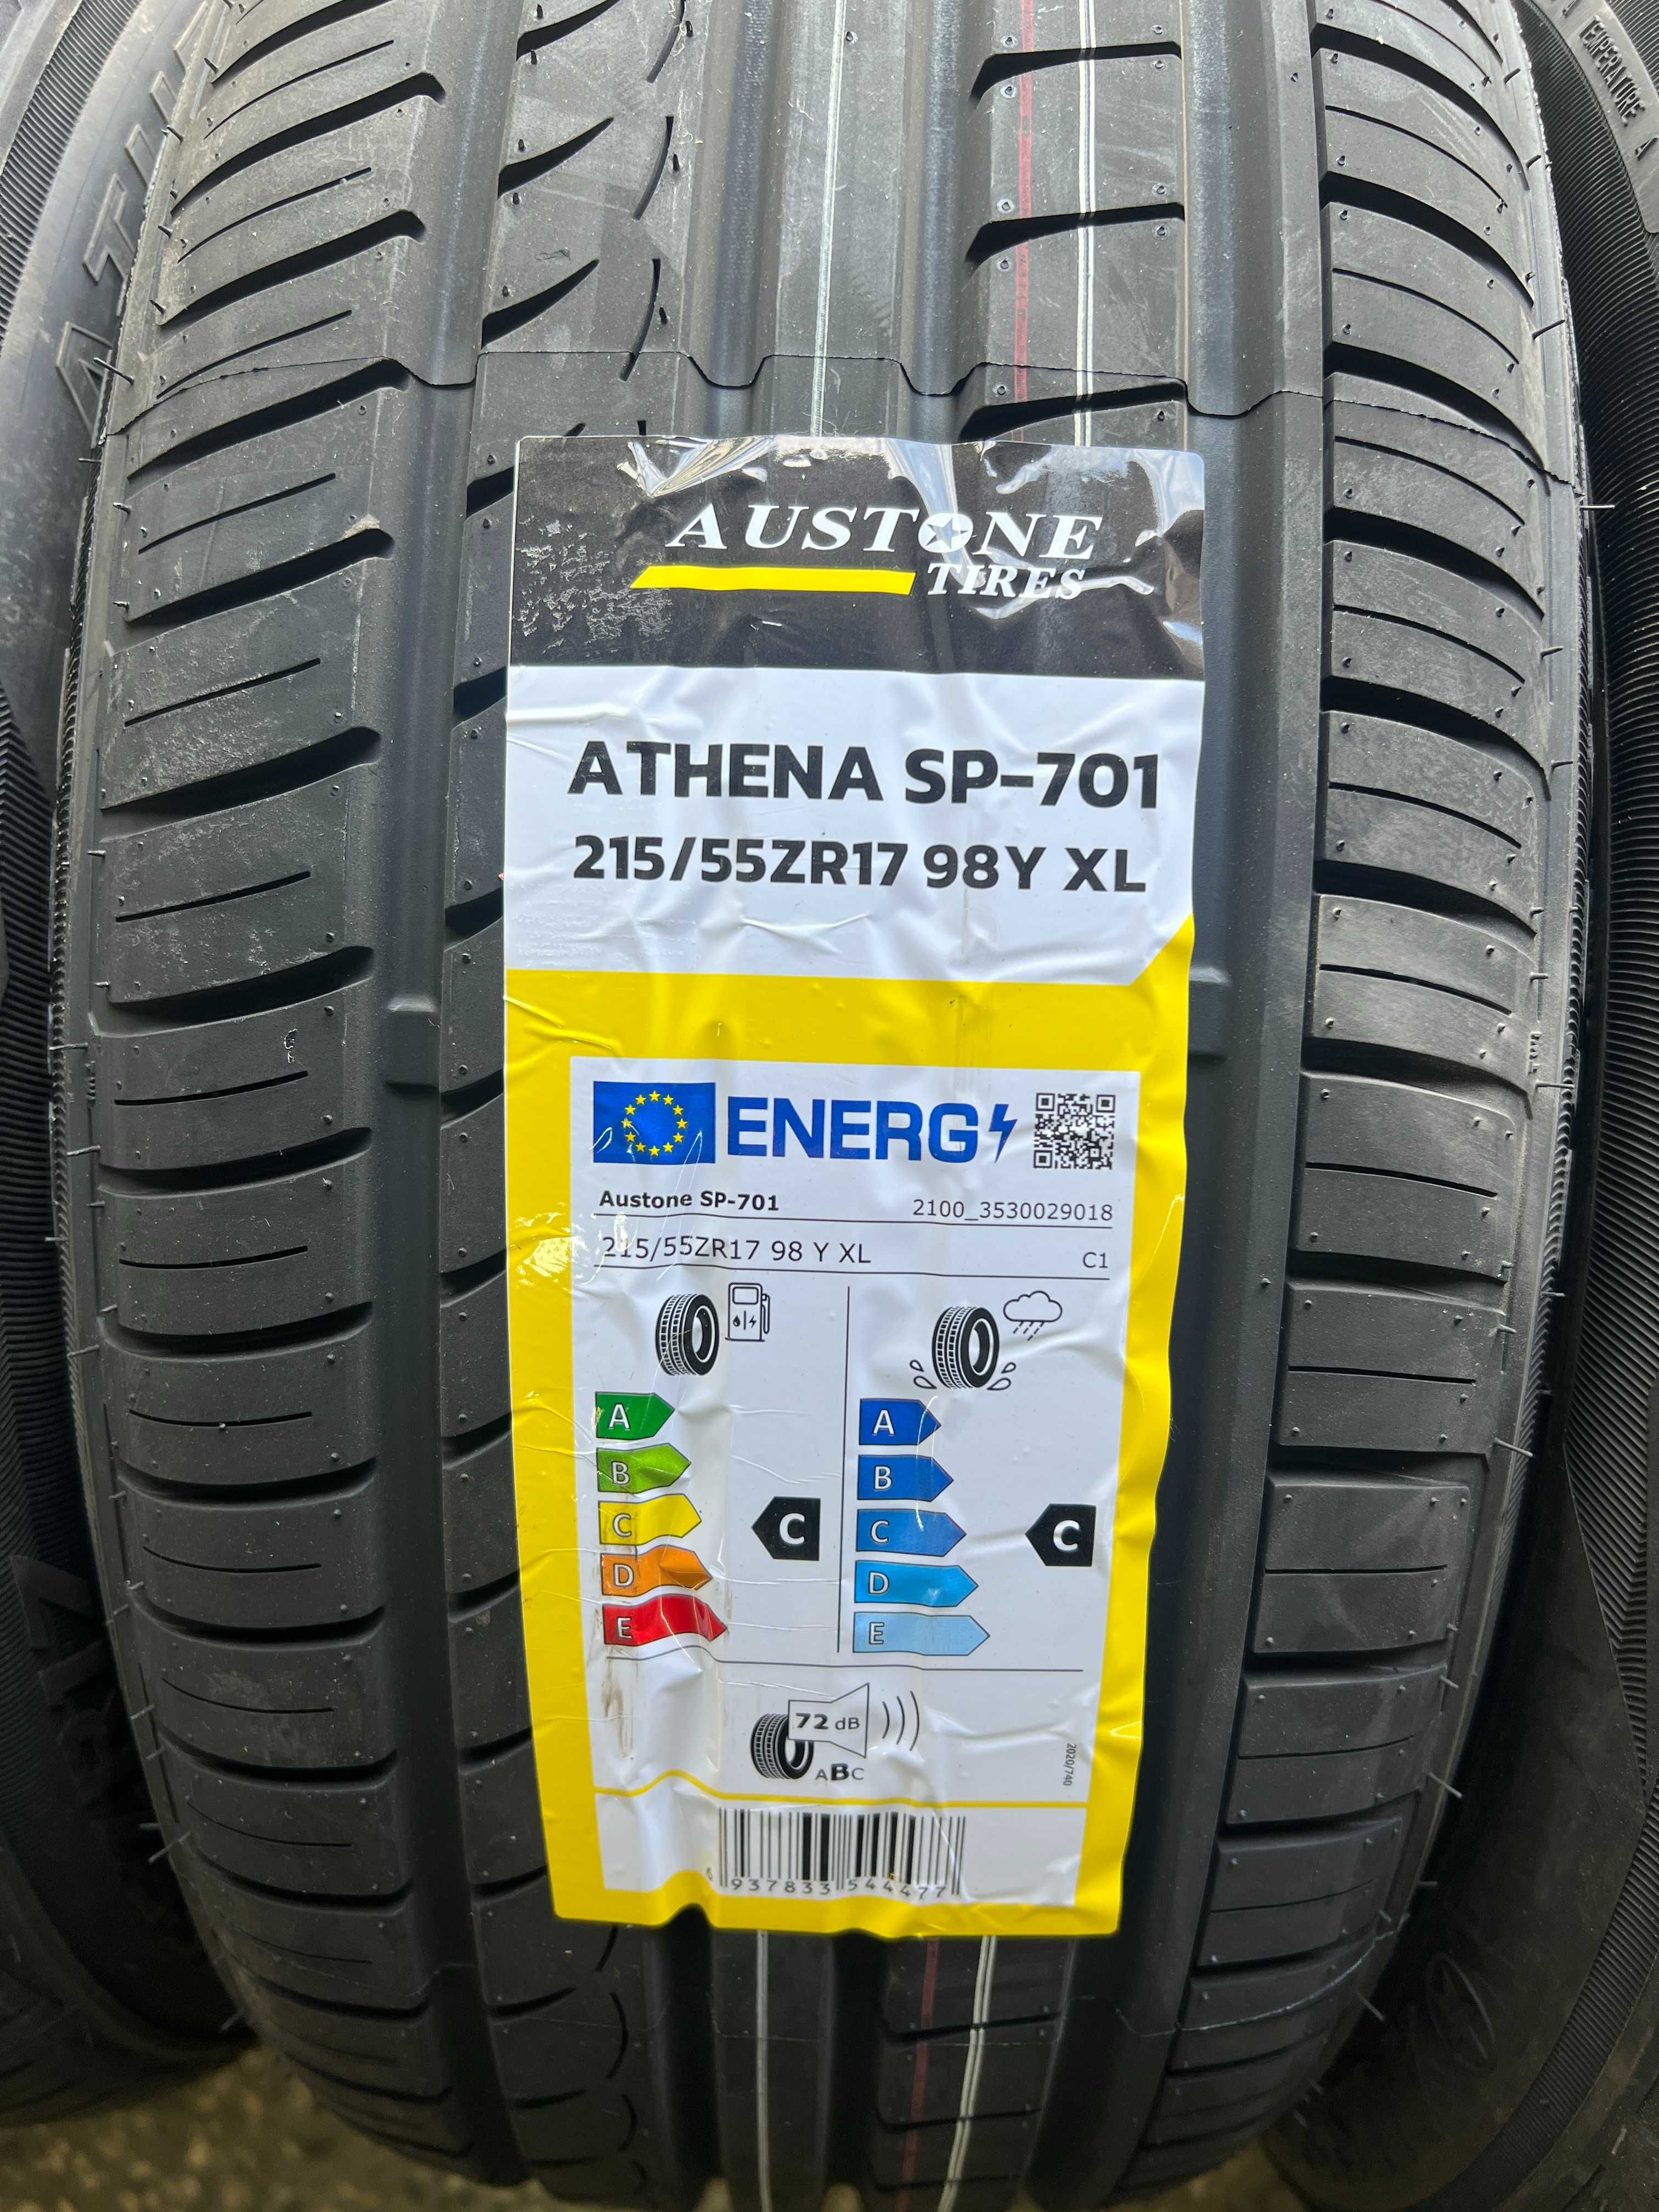 EXPERATURE A
AUSTONE
TIRES
ATHENA SP-701
215/55ZR17 98Y XL
ENERG
Austone SP-701 2100_3530029018
215/55ZR17 98 Y XL C1
A A
B B
C C C C
D D
E E
72 dB
ABC
2020/740
6 937833 544477